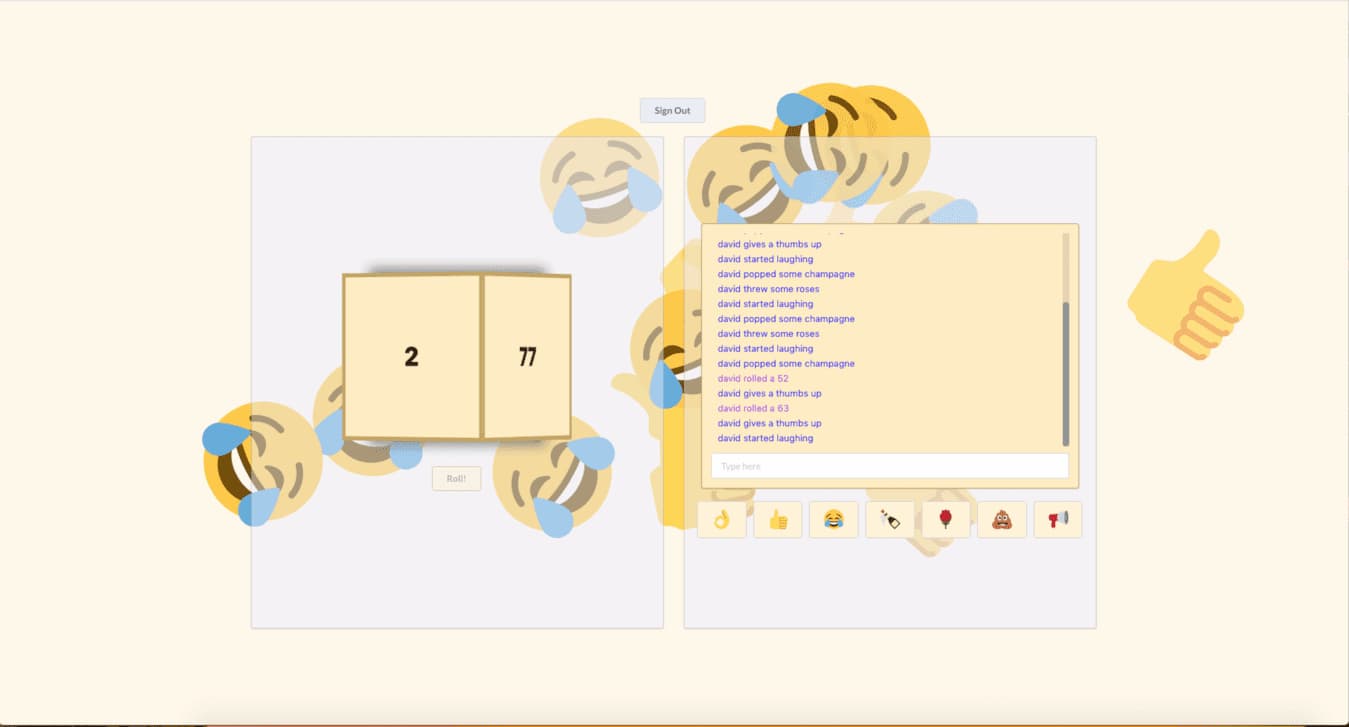 Sign Out
2
77
Roll!
david gives a thumbs up
david started laughing
david popped some champagne
david threw some roses
david started laughing
david popped some champagne
david threw some roses
david started laughing
david popped some champagne
david rolled a 52
david gives a thumbs up
david rolled a 63
david gives a thumbs up
david started laughing
Type here